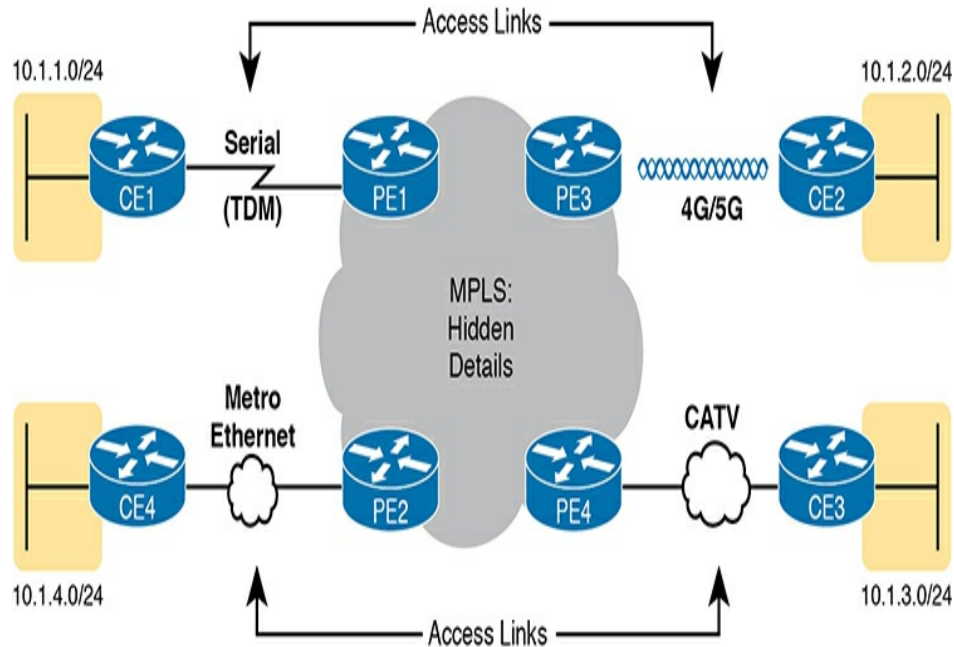 Access Links
10.1.1.0/24
10.1.2.0/24
Serial
(TDM)
CE1
PE1
PE3
4G/5G
CE2
MPLS:
Hidden
Details
Metro
Ethernet
CATV
CE4
PE2
PE4
CE3
10.1.4.0/24
10.1.3.0/24
Access Links